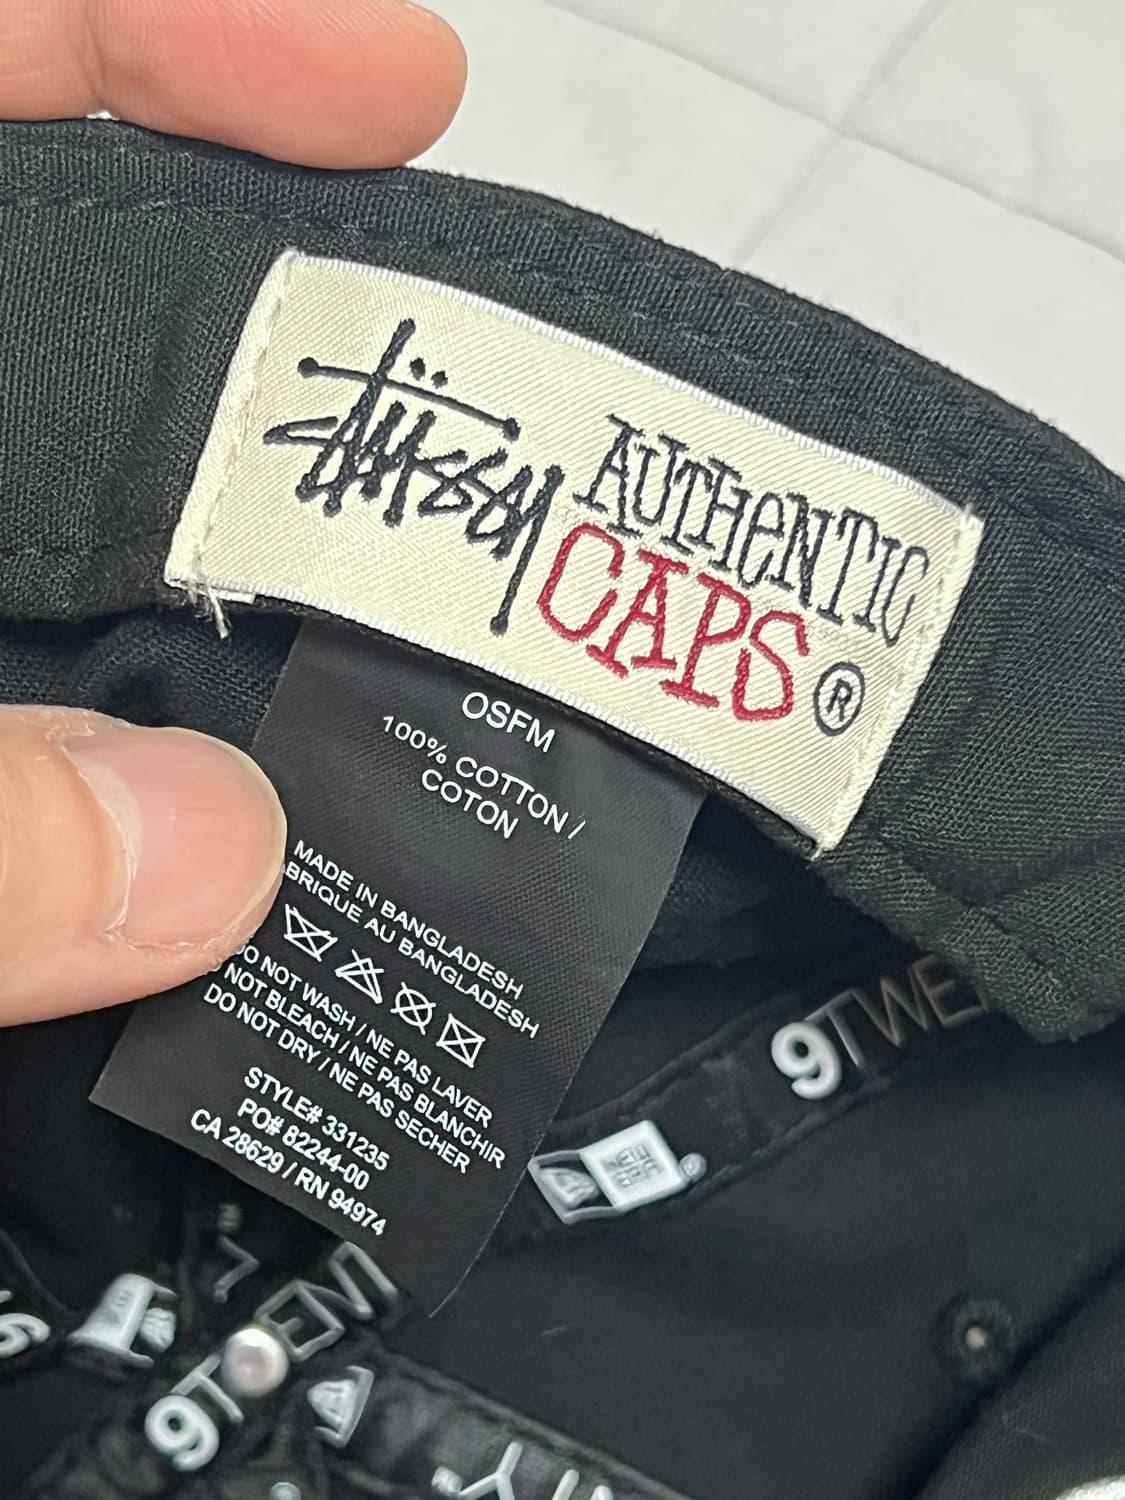 Stüssy
AUTHENTIC
CAPS ®
OSFM
100% COTTON /
COTON
MADE IN BANGLADESH
ABRIQUE AU BANGLADESH
DO NOT WASH / NE PAS LAVER
NOT BLEACH / NE PAS BLANCHIR
DO NOT DRY / NE PAS SECHER
STYLE# 331235
PO# 82244-00
CA 28629 / RN 94974
9TWE
NEW ERA
9TWENT